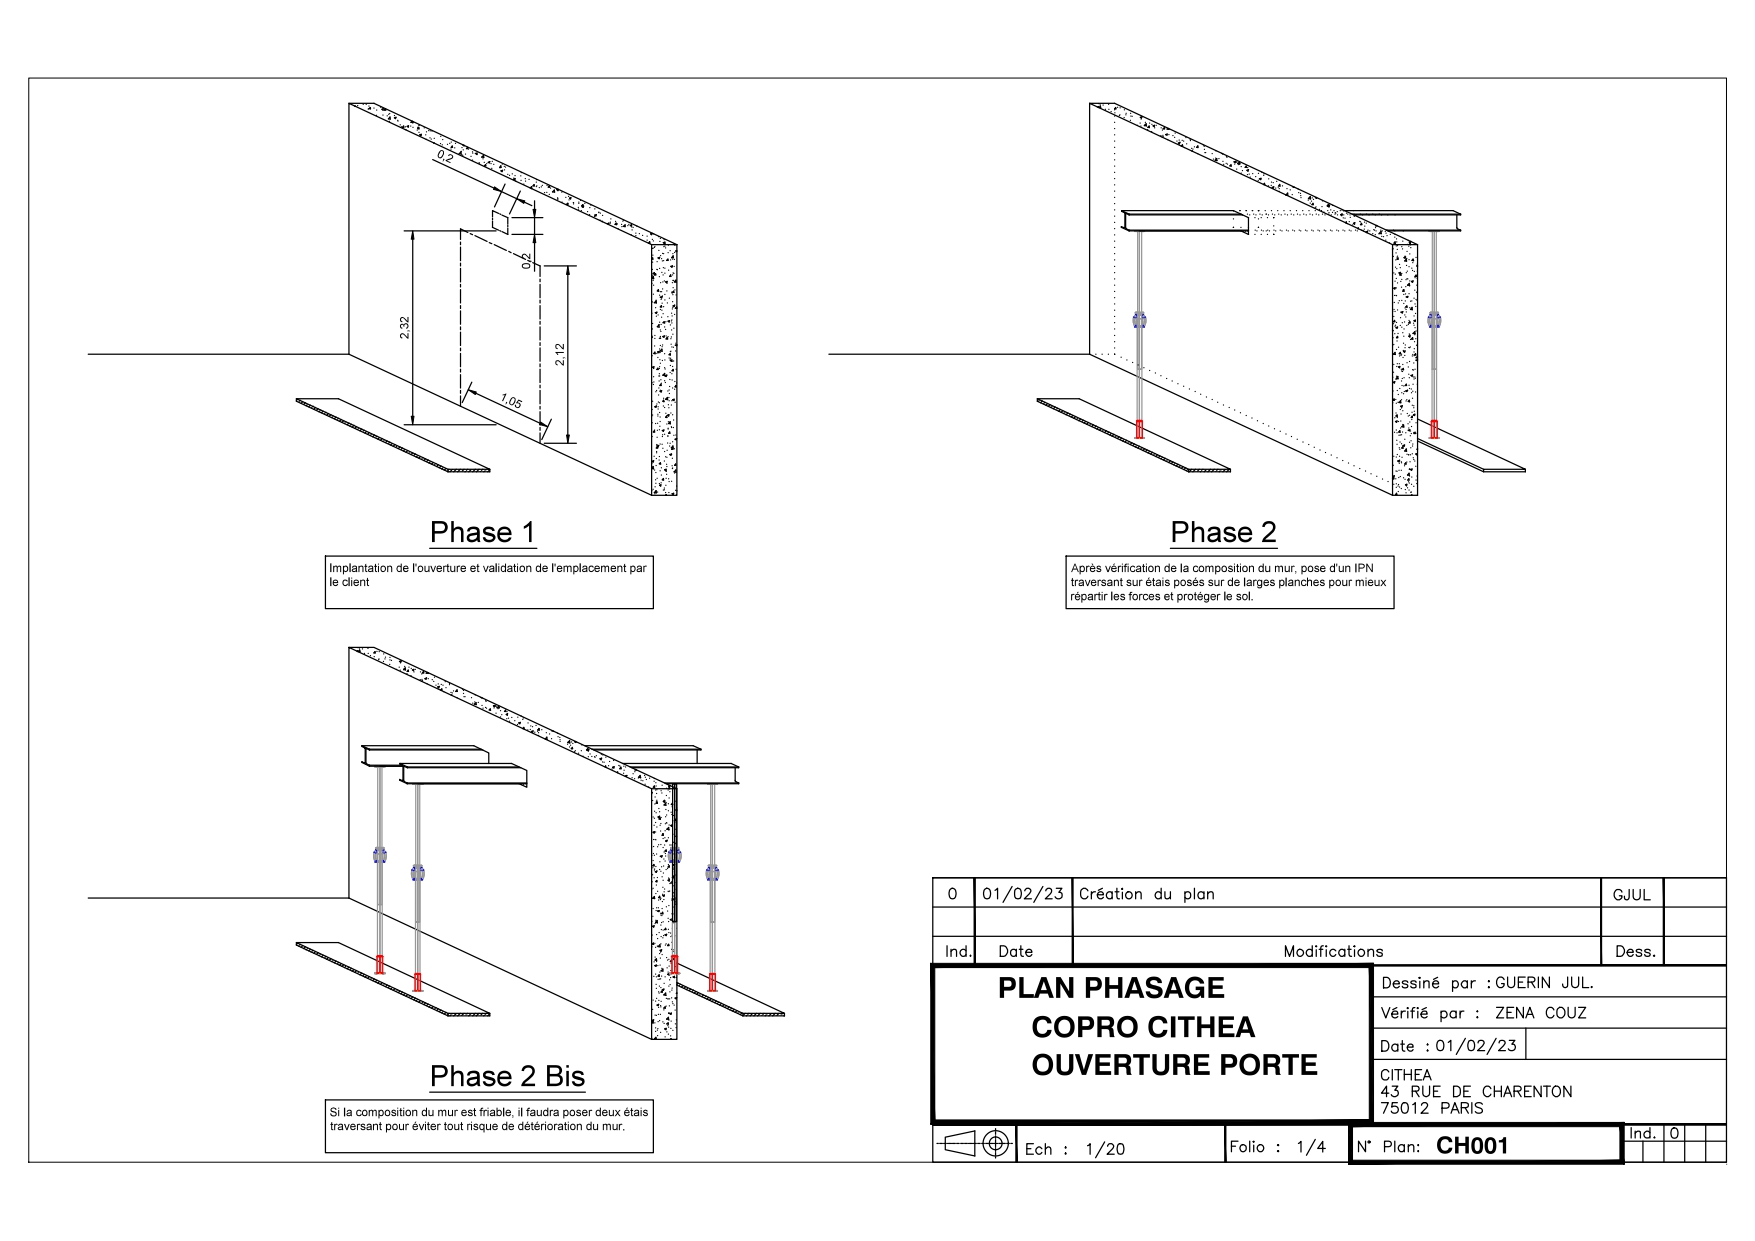 0,2
0,2
2,32
2,12
1,05
Phase 1
Implantation de l'ouverture et validation de l'emplacement par
le client
Phase 2
Après vérification de la composition du mur, pose d'un IPN
traversant sur étais posés sur de larges planches pour mieux
répartir les forces et protéger le sol.
Phase 2 Bis
Si la composition du mur est friable, il faudra poser deux étais
traversant pour éviter tout risque de détérioration du mur.
0 01/02/23 Création du plan GJUL
Ind. Date Modifications Dess.
PLAN PHASAGE
COPRO CITHEA
OUVERTURE PORTE
Dessiné par : GUERIN JUL.
Vérifié par : ZENA COUZ
Date : 01/02/23
CITHEA
43 RUE DE CHARENTON
75012 PARIS
Ech : 1/20
Folio : 1/4
N° Plan: CH001
Ind. 0